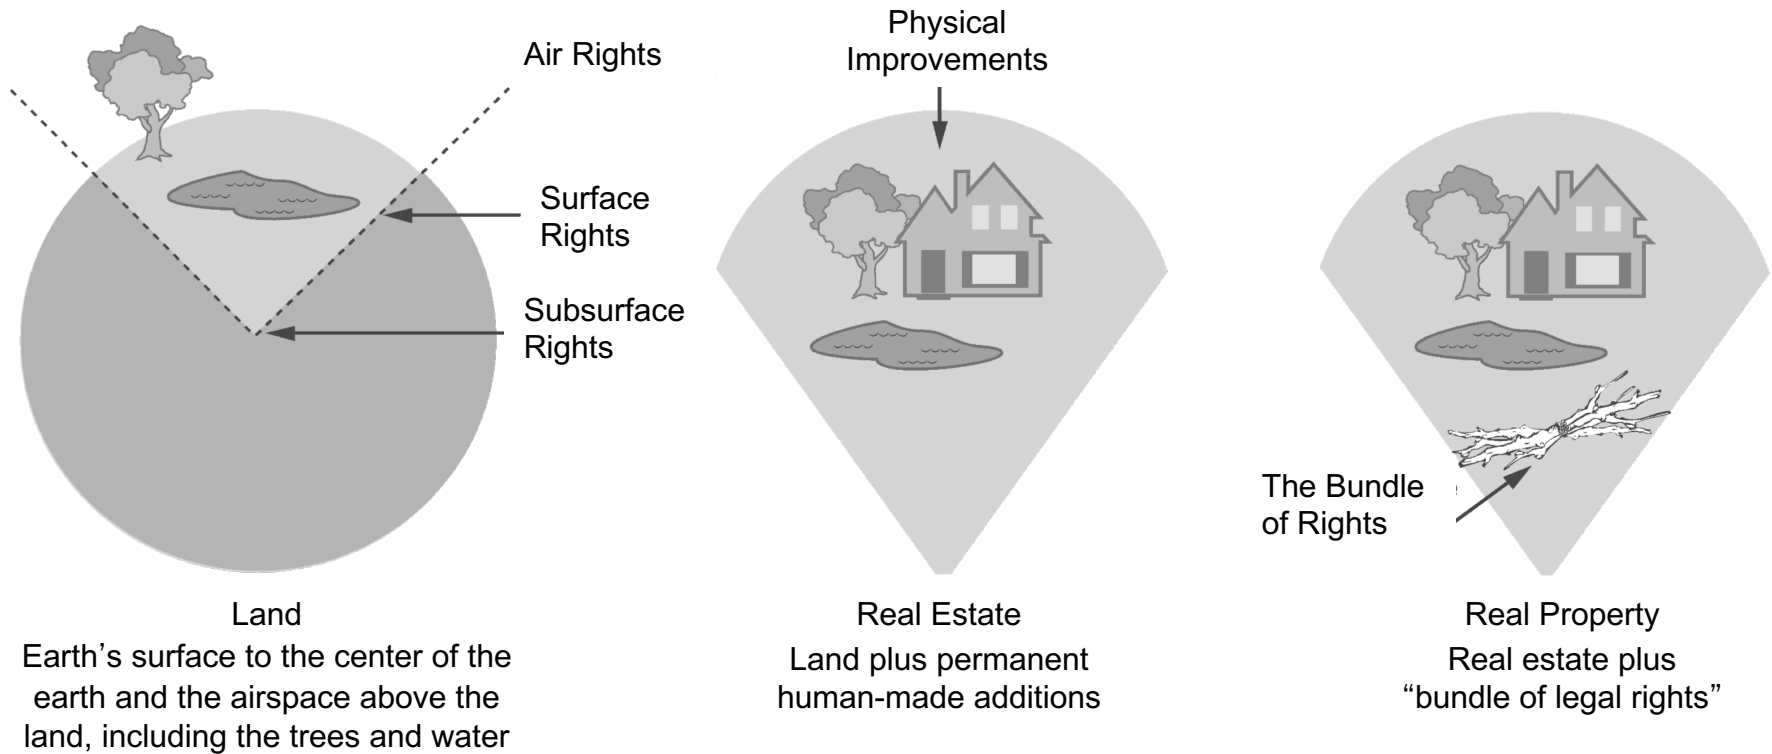 Air Rights
Surface
Rights
Subsurface
Rights
Land
Earth’s surface to the center of the
earth and the airspace above the
land, including the trees and water
Physical
Improvements
Real Estate
Land plus permanent
human-made additions
The Bundle
of Rights
Real Property
Real estate plus
“bundle of legal rights”